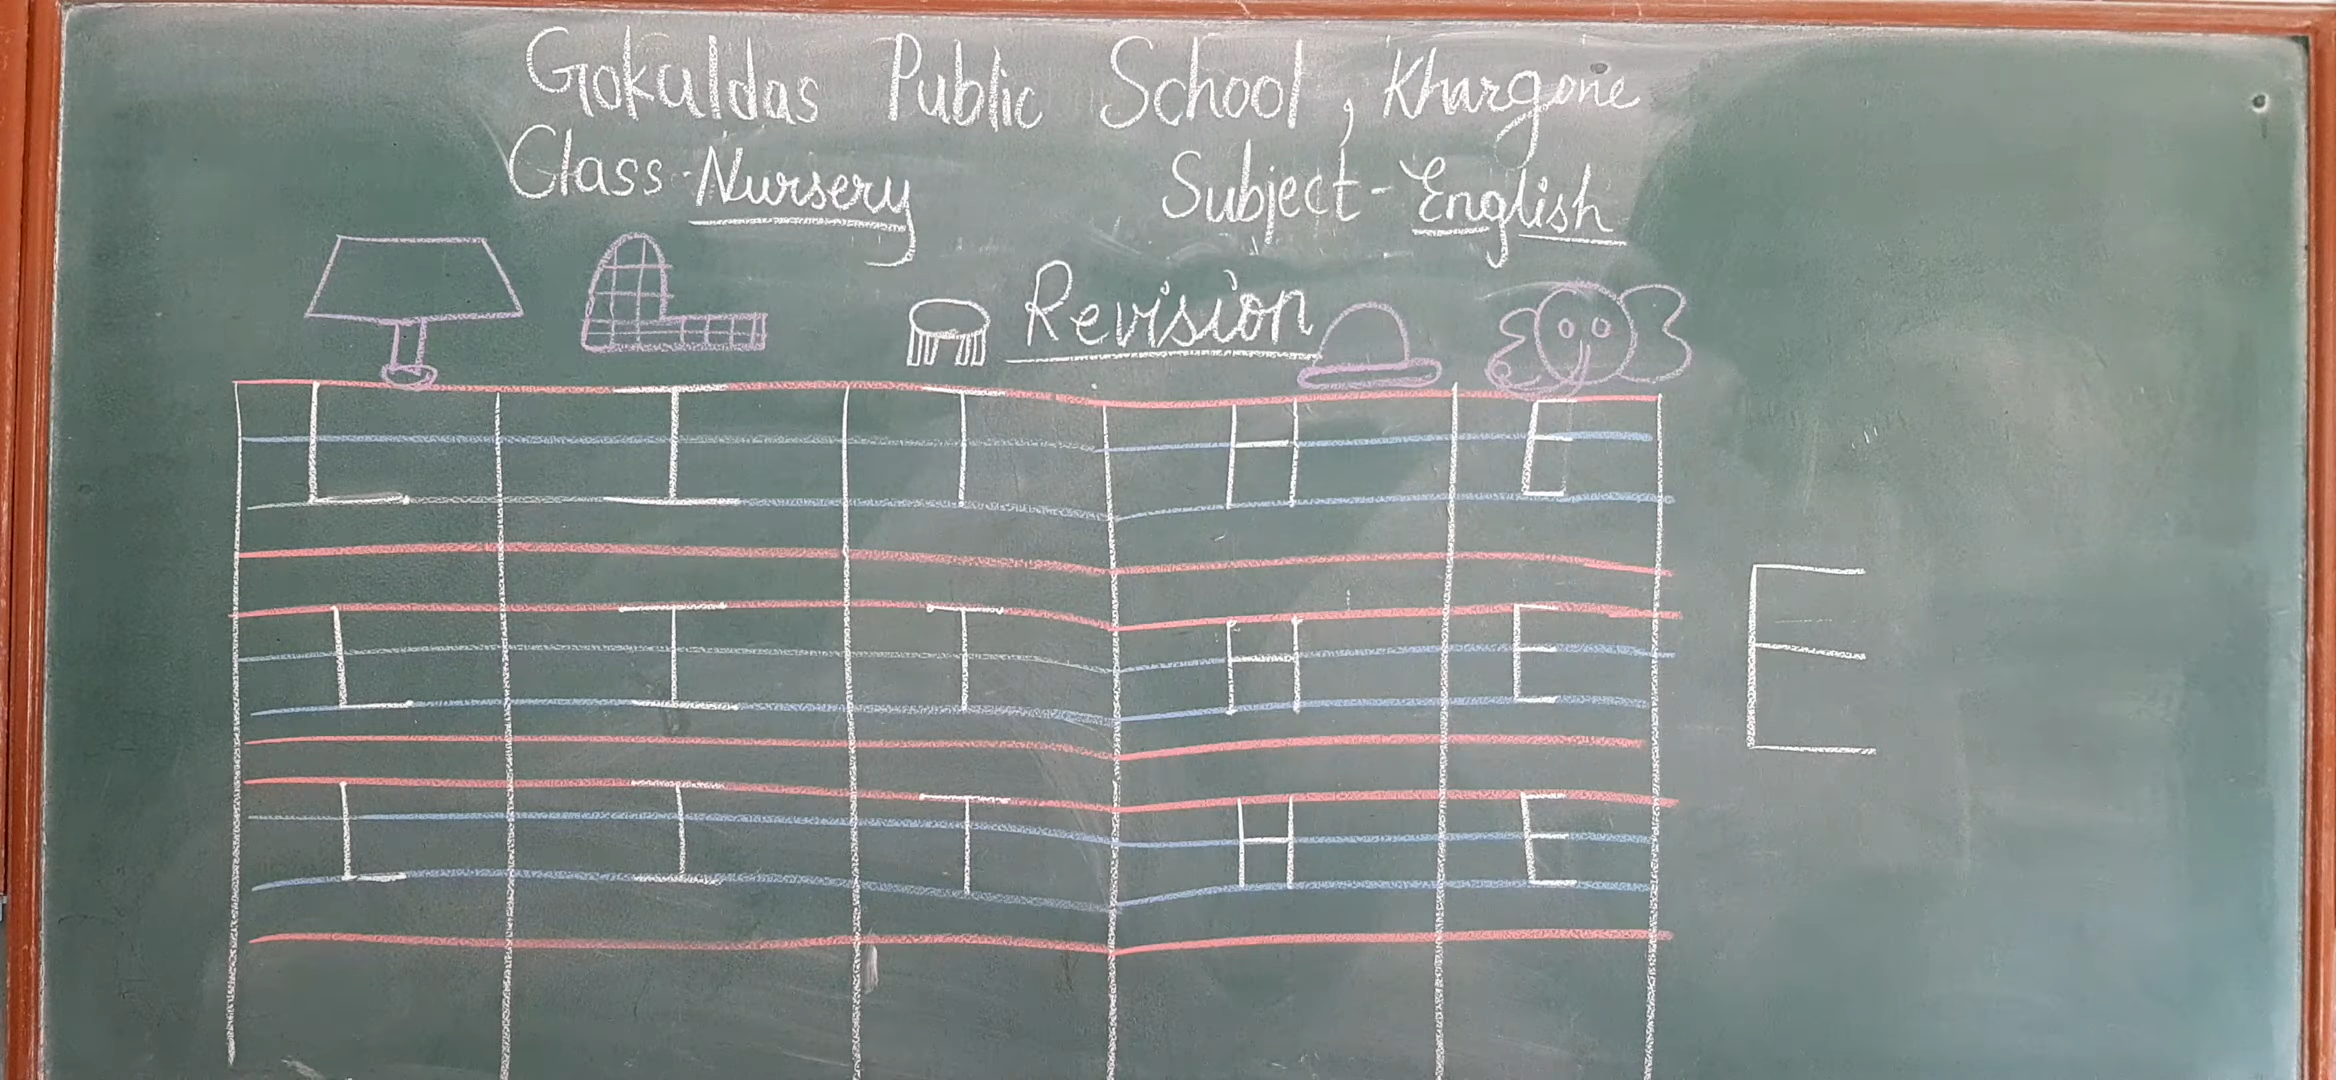 Gokuldas Public School, Khargone
Class-Nursery Subject-English
Revision
L I T H E
L I T H E
E
L I T H E